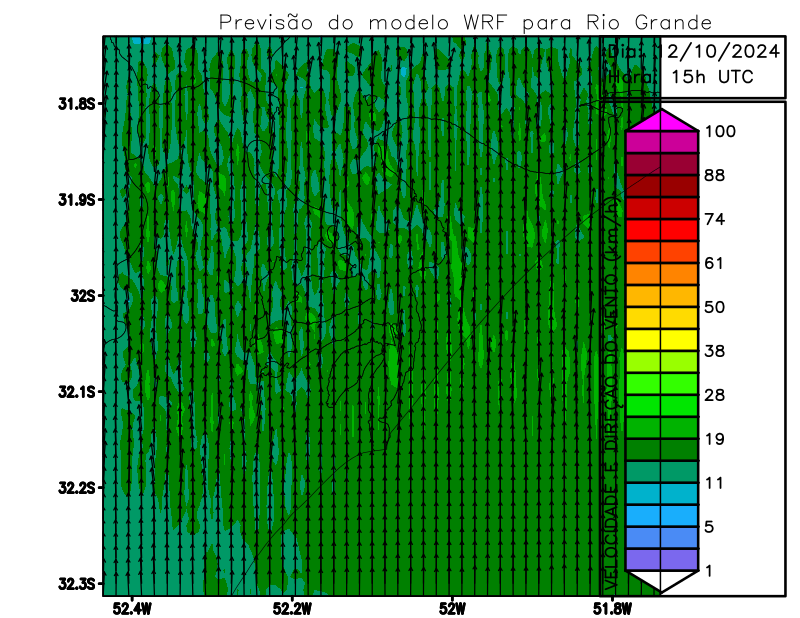 Previsão do modelo WRF para Rio Grande
Dia: 12/10/2024
Hora: 15h UTC
31.8S
31.9S
32S
32.1S
32.2S
32.3S
52.4W
52.2W
52W
51.8W
VELOCIDADE E DIREÇÃO DO VENTO (km/h)
100
88
74
61
50
38
28
19
11
5
1